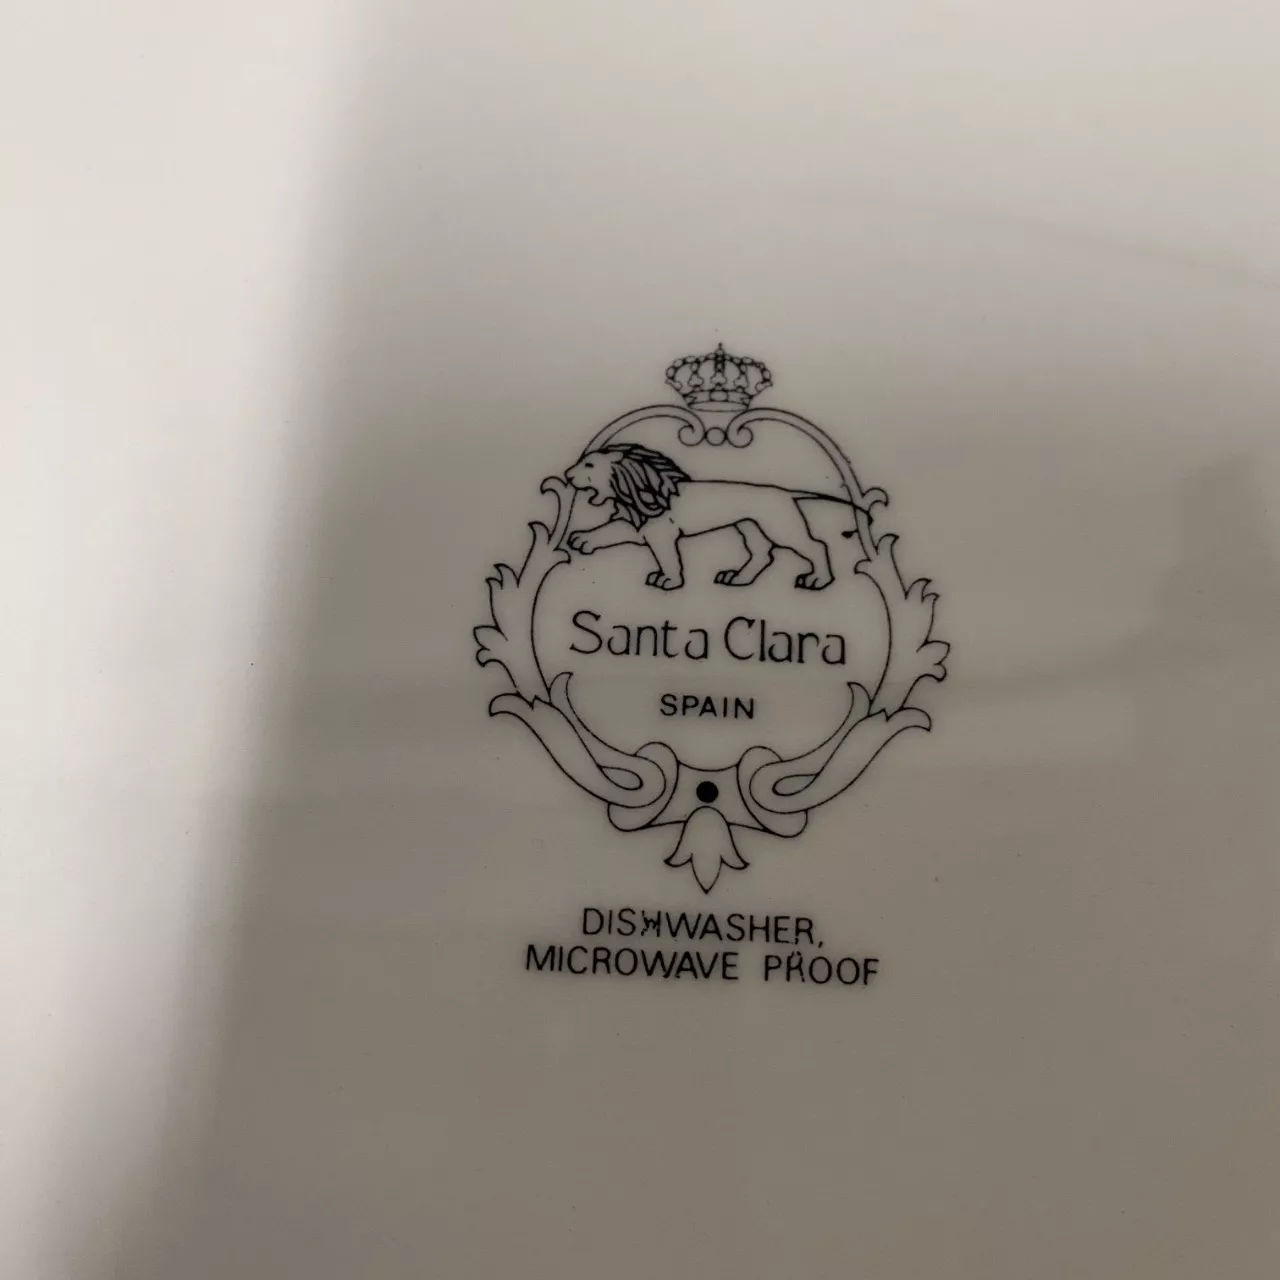 Santa Clara
SPAIN
DISHWASHER,
MICROWAVE PROOF